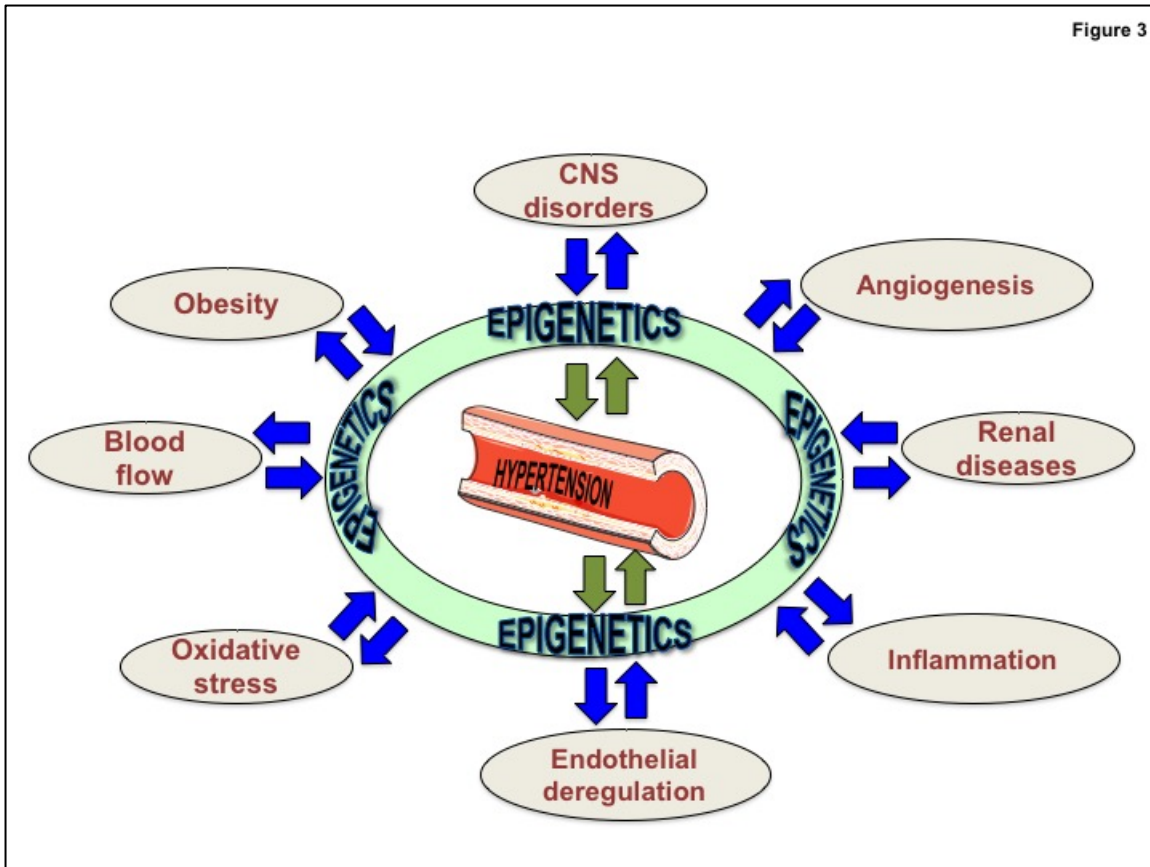 Figure 3
CNS
disorders
Obesity
Angiogenesis
EPIGENETICS
EPIGENETICS
EPIGENETICS
Blood
flow
HYPERTENSION
Renal
diseases
EPIGENETICS
Oxidative
stress
Inflammation
Endothelial
deregulation